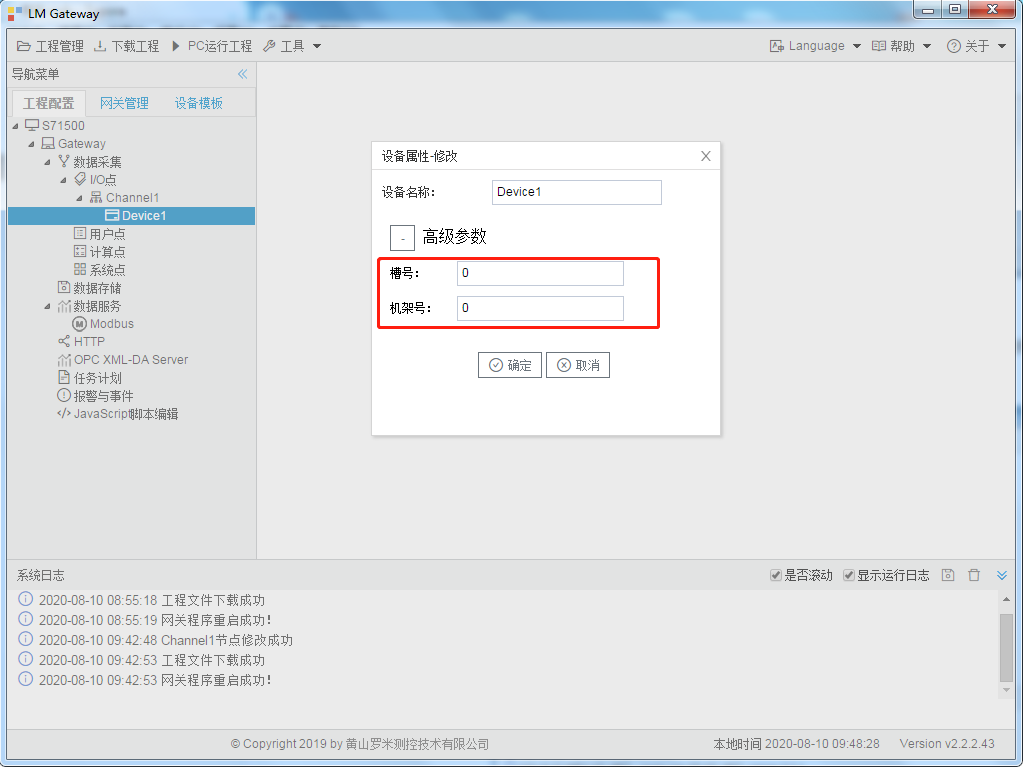 LM Gateway
工程管理 下载工程 PC运行工程 工具 Language 帮助 关于
导航菜单
工程配置 网关管理 设备模板
S71500
Gateway
数据采集
I/O点
Channel1
Device1
用户点
计算点
系统点
数据存储
数据服务
Modbus
HTTP
OPC XML-DA Server
任务计划
报警与事件
JavaScript脚本编辑
设备属性-修改
设备名称: Device1
- 高级参数
槽号: 0
机架号: 0
确定 取消
系统日志 是否滚动 显示运行日志
2020-08-10 08:55:18 工程文件下载成功
2020-08-10 08:55:19 网关程序重启成功!
2020-08-10 09:42:48 Channel1节点修改成功
2020-08-10 09:42:53 工程文件下载成功
2020-08-10 09:42:53 网关程序重启成功!
© Copyright 2019 by 黄山罗米测控技术有限公司 本地时间 2020-08-10 09:48:28 Version v2.2.2.43